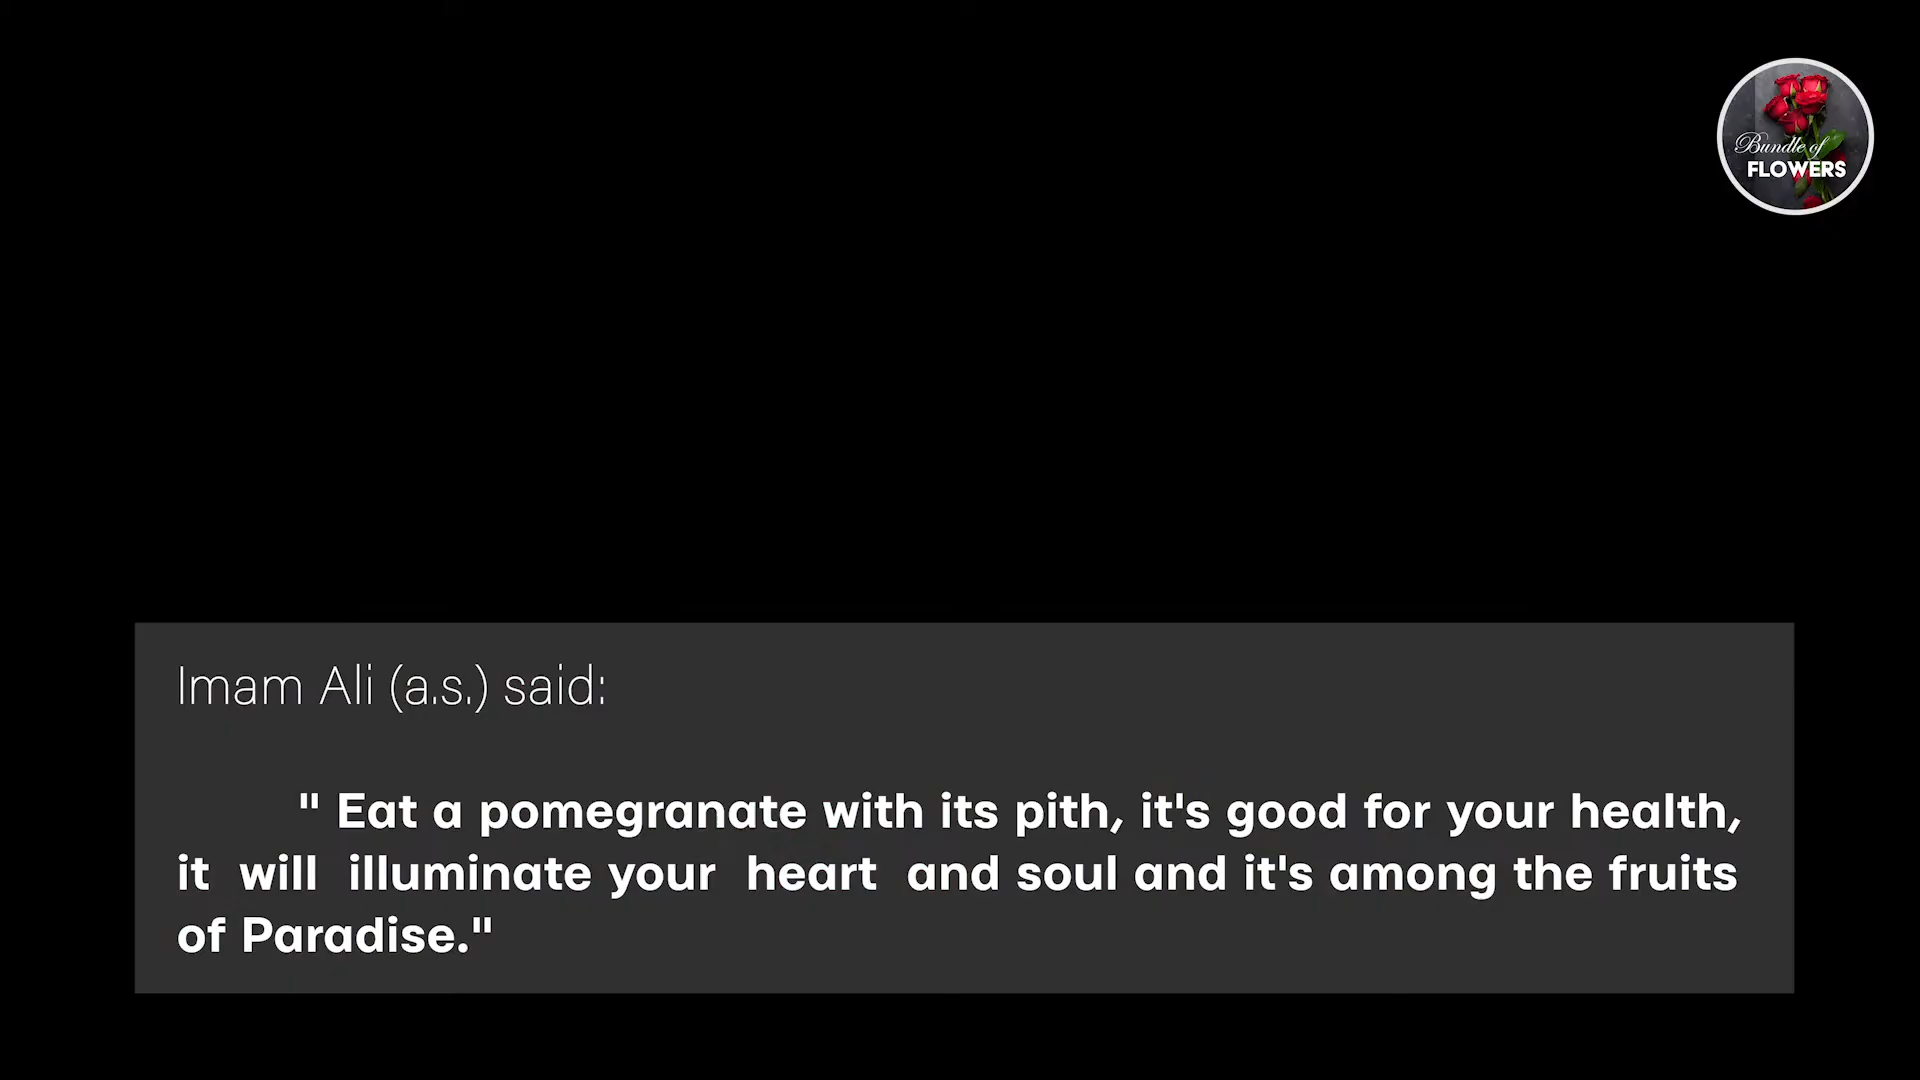 Bundle of
FLOWERS
Imam Ali (a.s.) said:
" Eat a pomegranate with its pith, it's good for your health,
it will illuminate your heart and soul and it's among the fruits
of Paradise."